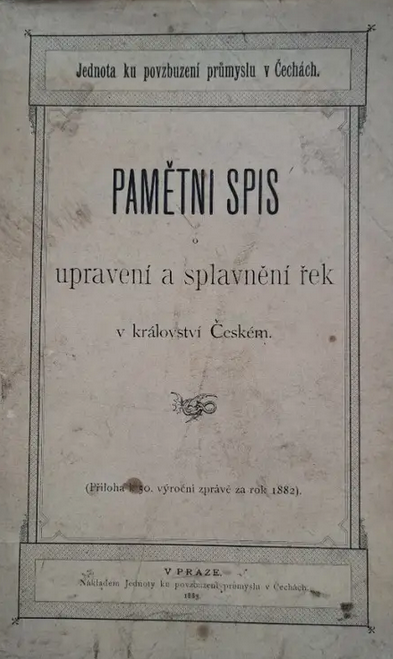 Jednota ku povzbuzení průmyslu v Čechách.
PAMĚTNI SPIS
o
upravení a splavnění řek
v království Českém.
(Příloha k 50. výroční zprávě za rok 1882).
V PRAZE.
Nákladem Jednoty ku povzbuzení průmyslu v Čechách.